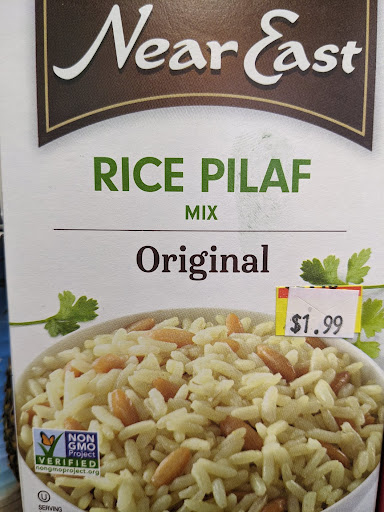 Near East
RICE PILAF
MIX
Original
$1.99
NON
GMO
Project
VERIFIED
nongmoproject.org
U
SERVING